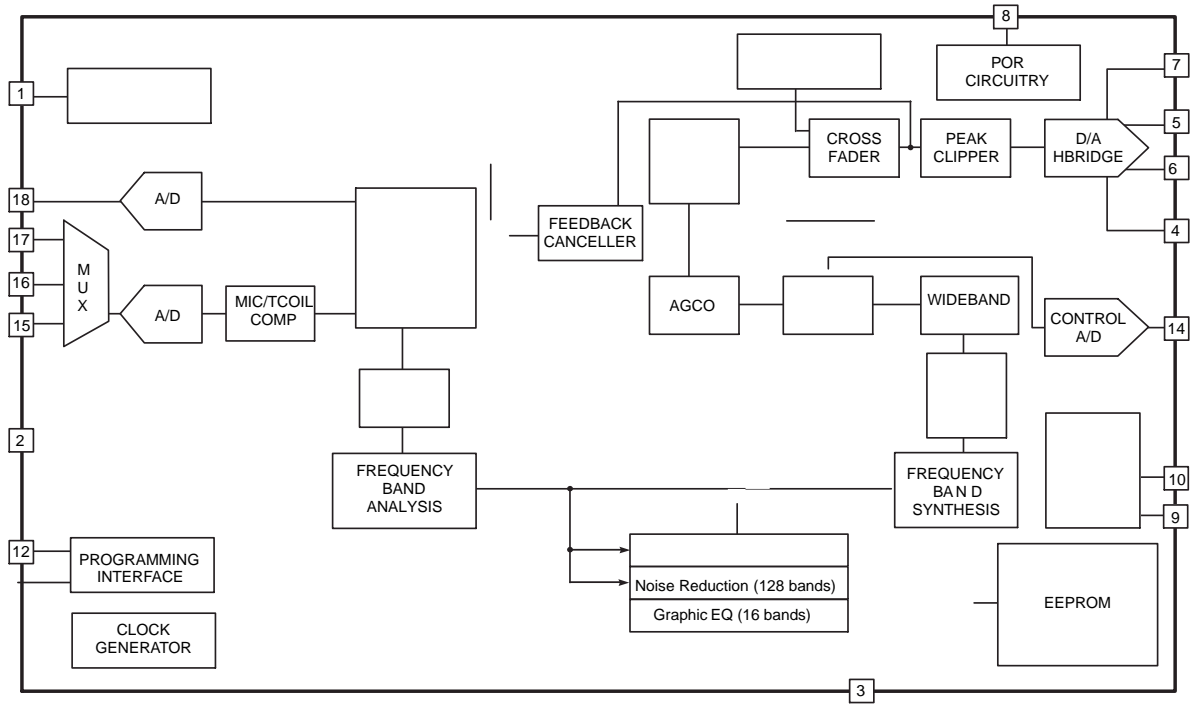 8
POR
CIRCUITRY
7
1
5
CROSS
FADER
PEAK
CLIPPER
D/A
HBRIDGE
6
18
A/D
FEEDBACK
CANCELLER
4
17
M
U
X
16
15
A/D
MIC/TCOIL
COMP
AGCO
WIDEBAND
CONTROL
A/D
14
2
FREQUENCY
BAND
ANALYSIS
FREQUENCY
BAN D
SYNTHESIS
10
9
12
PROGRAMMING
INTERFACE
Noise Reduction (128 bands)
Graphic EQ (16 bands)
EEPROM
CLOCK
GENERATOR
3